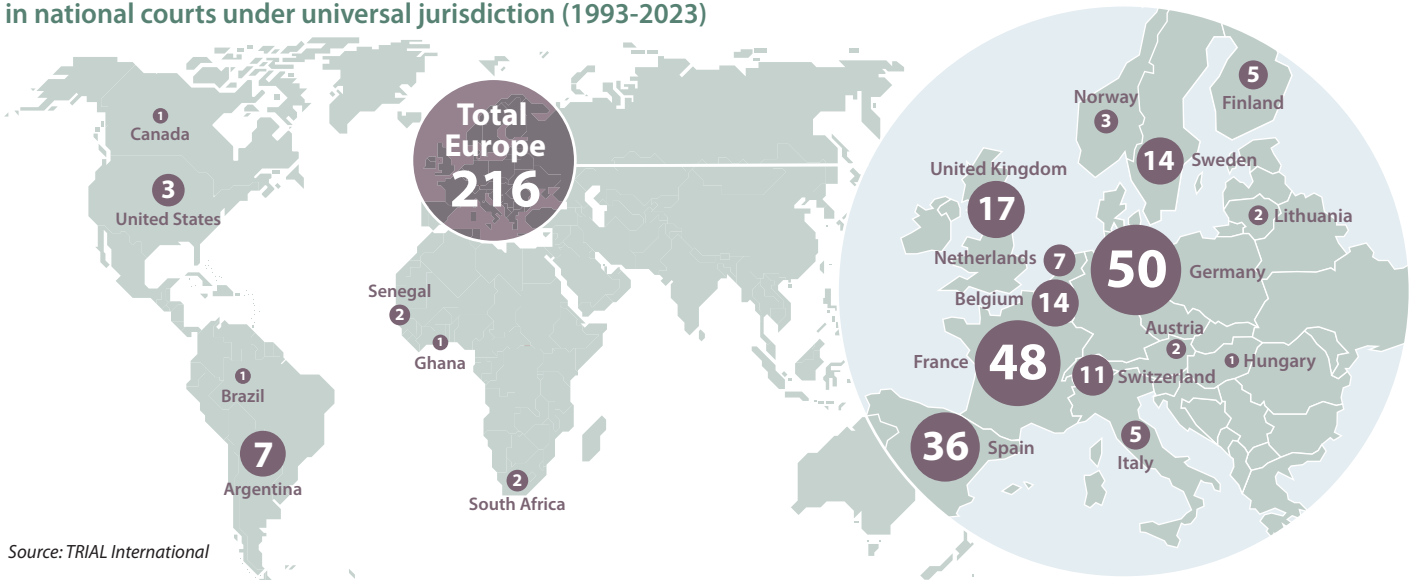 in national courts under universal jurisdiction (1993-2023)
1
Canada
3
United States
Total
Europe
216
Senegal
2
1
Ghana
1
Brazil
7
Argentina
2
South Africa
Source: TRIAL International
5
Finland
Norway
3
14 Sweden
United Kingdom
17
2 Lithuania
Netherlands 7
50 Germany
Belgium 14
Austria
2
France 48
1 Hungary
11 Switzerland
36 Spain
5
Italy